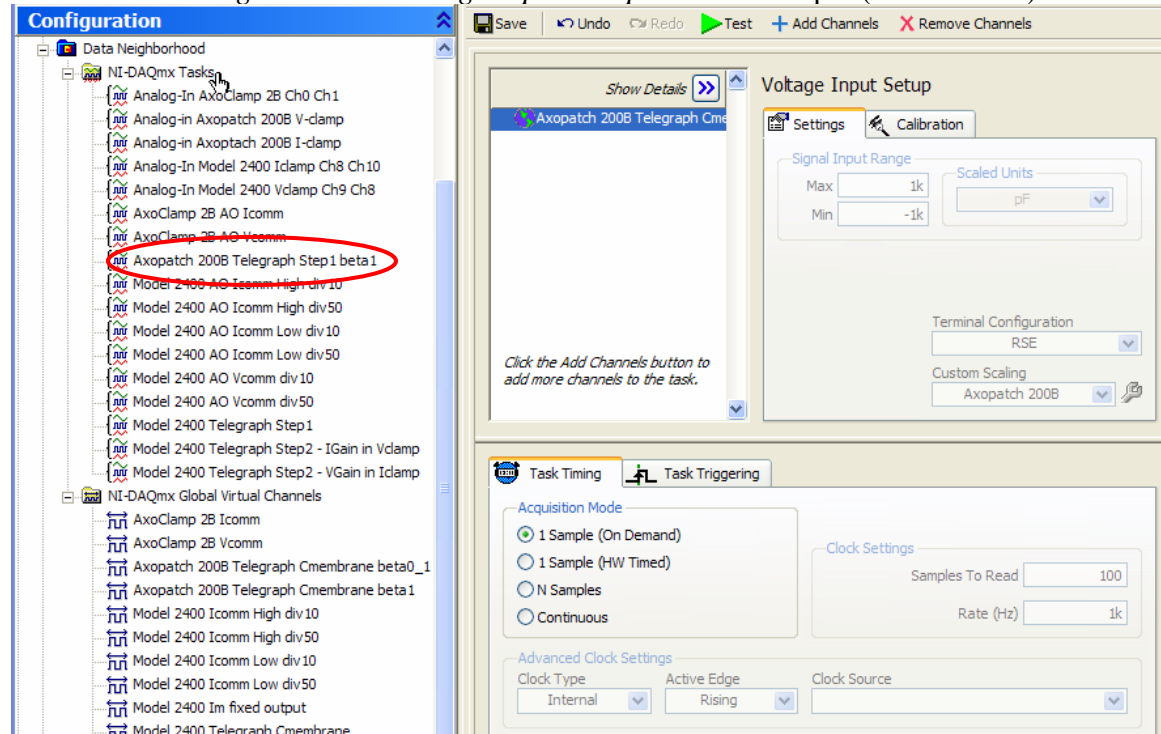 Configuration
Save Undo Redo Test Add Channels Remove Channels
Data Neighborhood
NI-DAQmx Tasks
Analog-In AxoClamp 2B Ch0 Ch1
Analog-in Axopatch 200B V-clamp
Analog-in Axoptach 200B I-clamp
Analog-In Model 2400 Iclamp Ch8 Ch10
Analog-In Model 2400 Vclamp Ch9 Ch8
AxoClamp 2B AO Icomm
AxoClamp 2B AO Vcomm
Axopatch 200B Telegraph Step1 beta1
Model 2400 AO Icomm High div10
Model 2400 AO Icomm High div50
Model 2400 AO Icomm Low div10
Model 2400 AO Icomm Low div50
Model 2400 AO Vcomm div10
Model 2400 AO Vcomm div50
Model 2400 Telegraph Step1
Model 2400 Telegraph Step2 - IGain in Vclamp
Model 2400 Telegraph Step2 - VGain in Iclamp
NI-DAQmx Global Virtual Channels
AxoClamp 2B Icomm
AxoClamp 2B Vcomm
Axopatch 200B Telegraph Cmembrane beta0_1
Axopatch 200B Telegraph Cmembrane beta1
Model 2400 Icomm High div10
Model 2400 Icomm High div50
Model 2400 Icomm Low div10
Model 2400 Icomm Low div50
Model 2400 Im fixed output
Model 2400 Telegraph Cmembrane
Show Details
Axopatch 200B Telegraph Cme
Click the Add Channels button to
add more channels to the task.
Voltage Input Setup
Settings Calibration
Signal Input Range
Max 1k
Min -1k
Scaled Units
pF
Terminal Configuration
RSE
Custom Scaling
Axopatch 200B
Task Timing Task Triggering
Acquisition Mode
1 Sample (On Demand)
1 Sample (HW Timed)
N Samples
Continuous
Clock Settings
Samples To Read 100
Rate (Hz) 1k
Advanced Clock Settings
Clock Type Active Edge Clock Source
Internal Rising